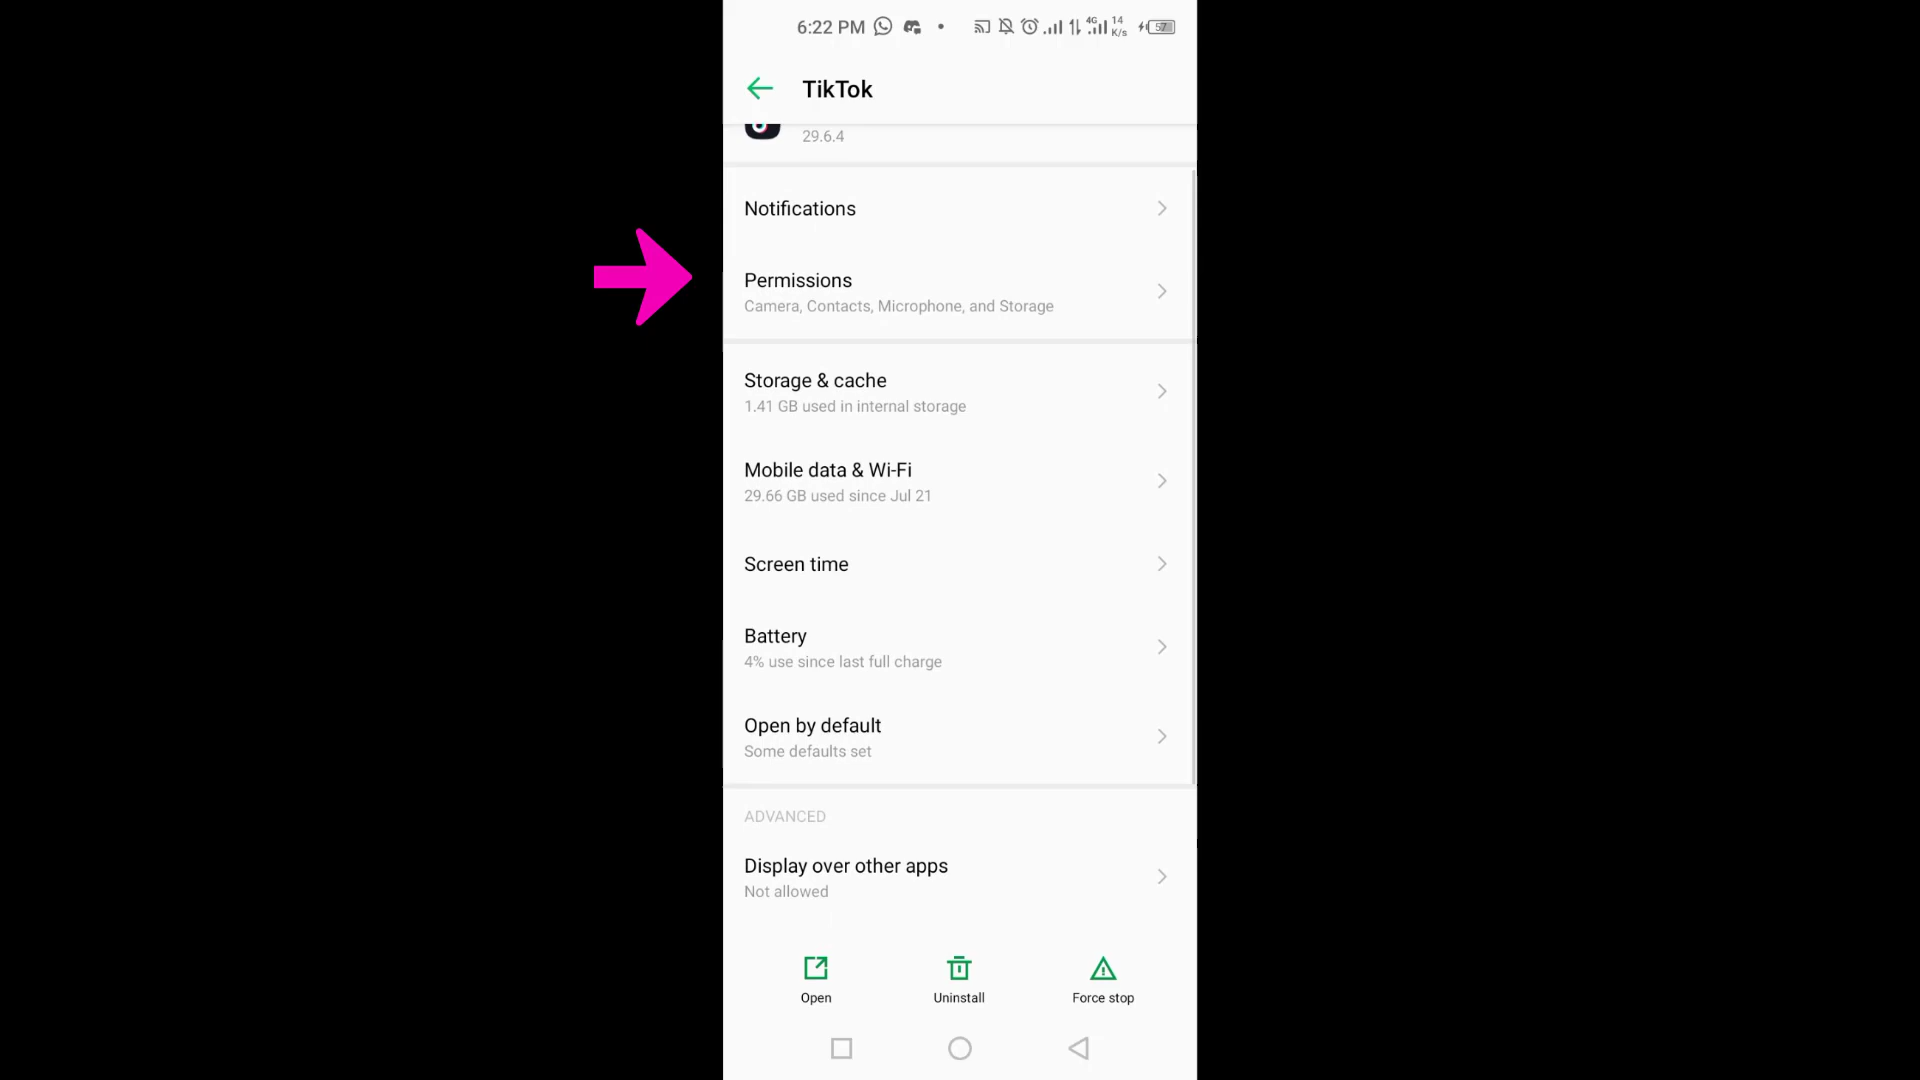 6:22 PM
4G
14
K/s
57
TikTok
29.6.4
Notifications
Permissions
Camera, Contacts, Microphone, and Storage
Storage & cache
1.41 GB used in internal storage
Mobile data & Wi-Fi
29.66 GB used since Jul 21
Screen time
Battery
4% use since last full charge
Open by default
Some defaults set
ADVANCED
Display over other apps
Not allowed
Open
Uninstall
Force stop